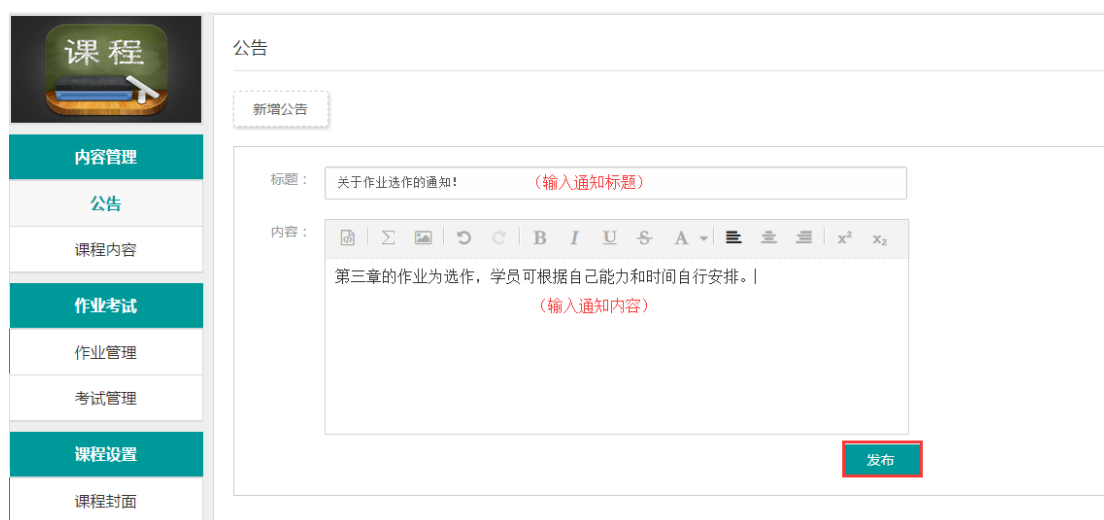 课程
公告
新增公告
内容管理
标题：
关于作业选作的通知!
（输入通知标题）
公告
内容：
B I U S A x² x₂
课程内容
第三章的作业为选作，学员可根据自己能力和时间自行安排。
（输入通知内容）
作业考试
作业管理
考试管理
课程设置
发布
课程封面